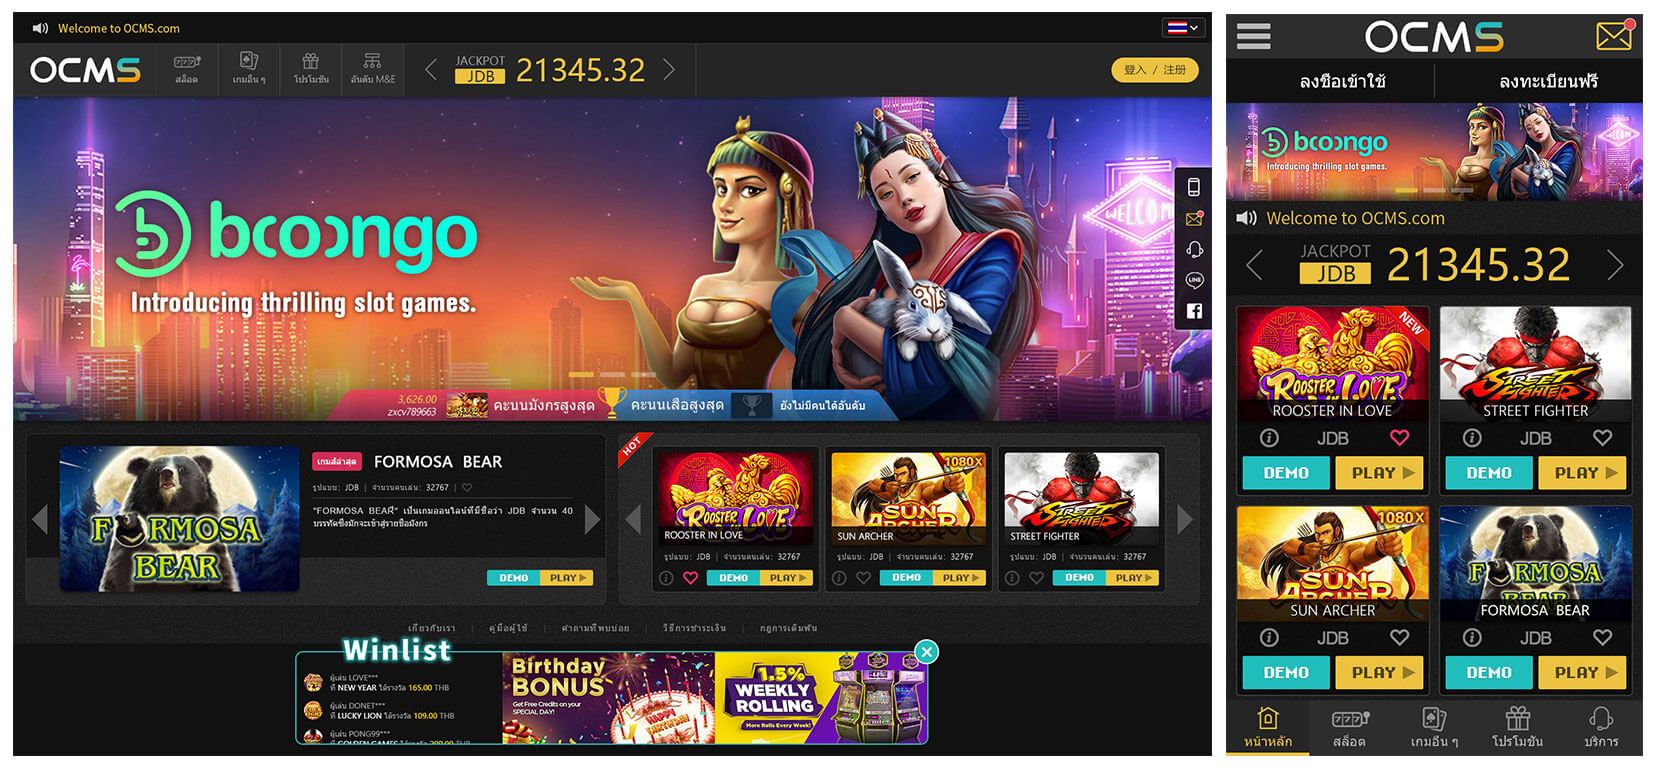 Welcome to OCMS.com
OCMS
สล็อต
เกมอื่น ๆ
โปรโมชัน
อันดับ M&E
JACKPOT
JDB
21345.32
登入 / 注册
booongo
Introducing thrilling slot games.
WELCOM
LINE
3,626.00
zxcv789663
คะนนมังกรสูงสุด
คะนนเสือสูงสุด
ยังไม่มีคนได้อันดับ
FORMOSA
BEAR
เกมส์ล่าสุด
FORMOSA BEAR
รูปแบบ: JDB | จำนวนคนเล่น: 32767
"FORMOSA BEAR" เป็นเกมออนไลน์ที่มีชื่อว่า JDB จำนวน 40
บรรทัดซึ่งมักจะเข้าสู่รายชื่อมังกร
DEMO PLAY
HOT
ROOSTER IN LOVE
ROOSTER IN LOVE
รูปแบบ: JDB | จำนวนคนเล่น: 32767
DEMO PLAY
1080X
SUN
ARCHER
SUN ARCHER
รูปแบบ: JDB | จำนวนคนเล่น: 32767
DEMO PLAY
STREET
FIGHTER
STREET FIGHTER
รูปแบบ: JDB | จำนวนคนเล่น: 32767
DEMO PLAY
เกี่ยวกับเรา | คู่มือผู้ใช้ | คำถามที่พบบ่อย | วิธีการชำระเงิน | กฎการเดิมพัน
Winlist
ผู้เล่น LOVE***
ที่ NEW YEAR ได้รางวัล 165.00 THB
ผู้เล่น DONET***
ที่ LUCKY LION ได้รางวัล 109.00 THB
ผู้เล่น PONG99***
Birthday
BONUS
Get Free Credits on your
SPECIAL DAY!
HAPPY
BIRTHDAY
1.5%
WEEKLY
ROLLING
More Rolls Every Week!
OCMS
ลงชื่อเข้าใช้
ลงทะเบียนฟรี
booongo
Introducing thrilling slot games.
WELCOME
Welcome to OCMS.com
JACKPOT
JDB
21345.32
NEW
ROOSTER IN LOVE
ROOSTER IN LOVE
JDB
DEMO PLAY
STREET
FIGHTER
STREET FIGHTER
JDB
DEMO PLAY
1080X
SUN
ARCHER
SUN ARCHER
JDB
DEMO PLAY
FORMOSA
BEAR
FORMOSA BEAR
JDB
DEMO PLAY
หน้าหลัก
สล็อต
เกมอื่น ๆ
โปรโมชัน
บริการ